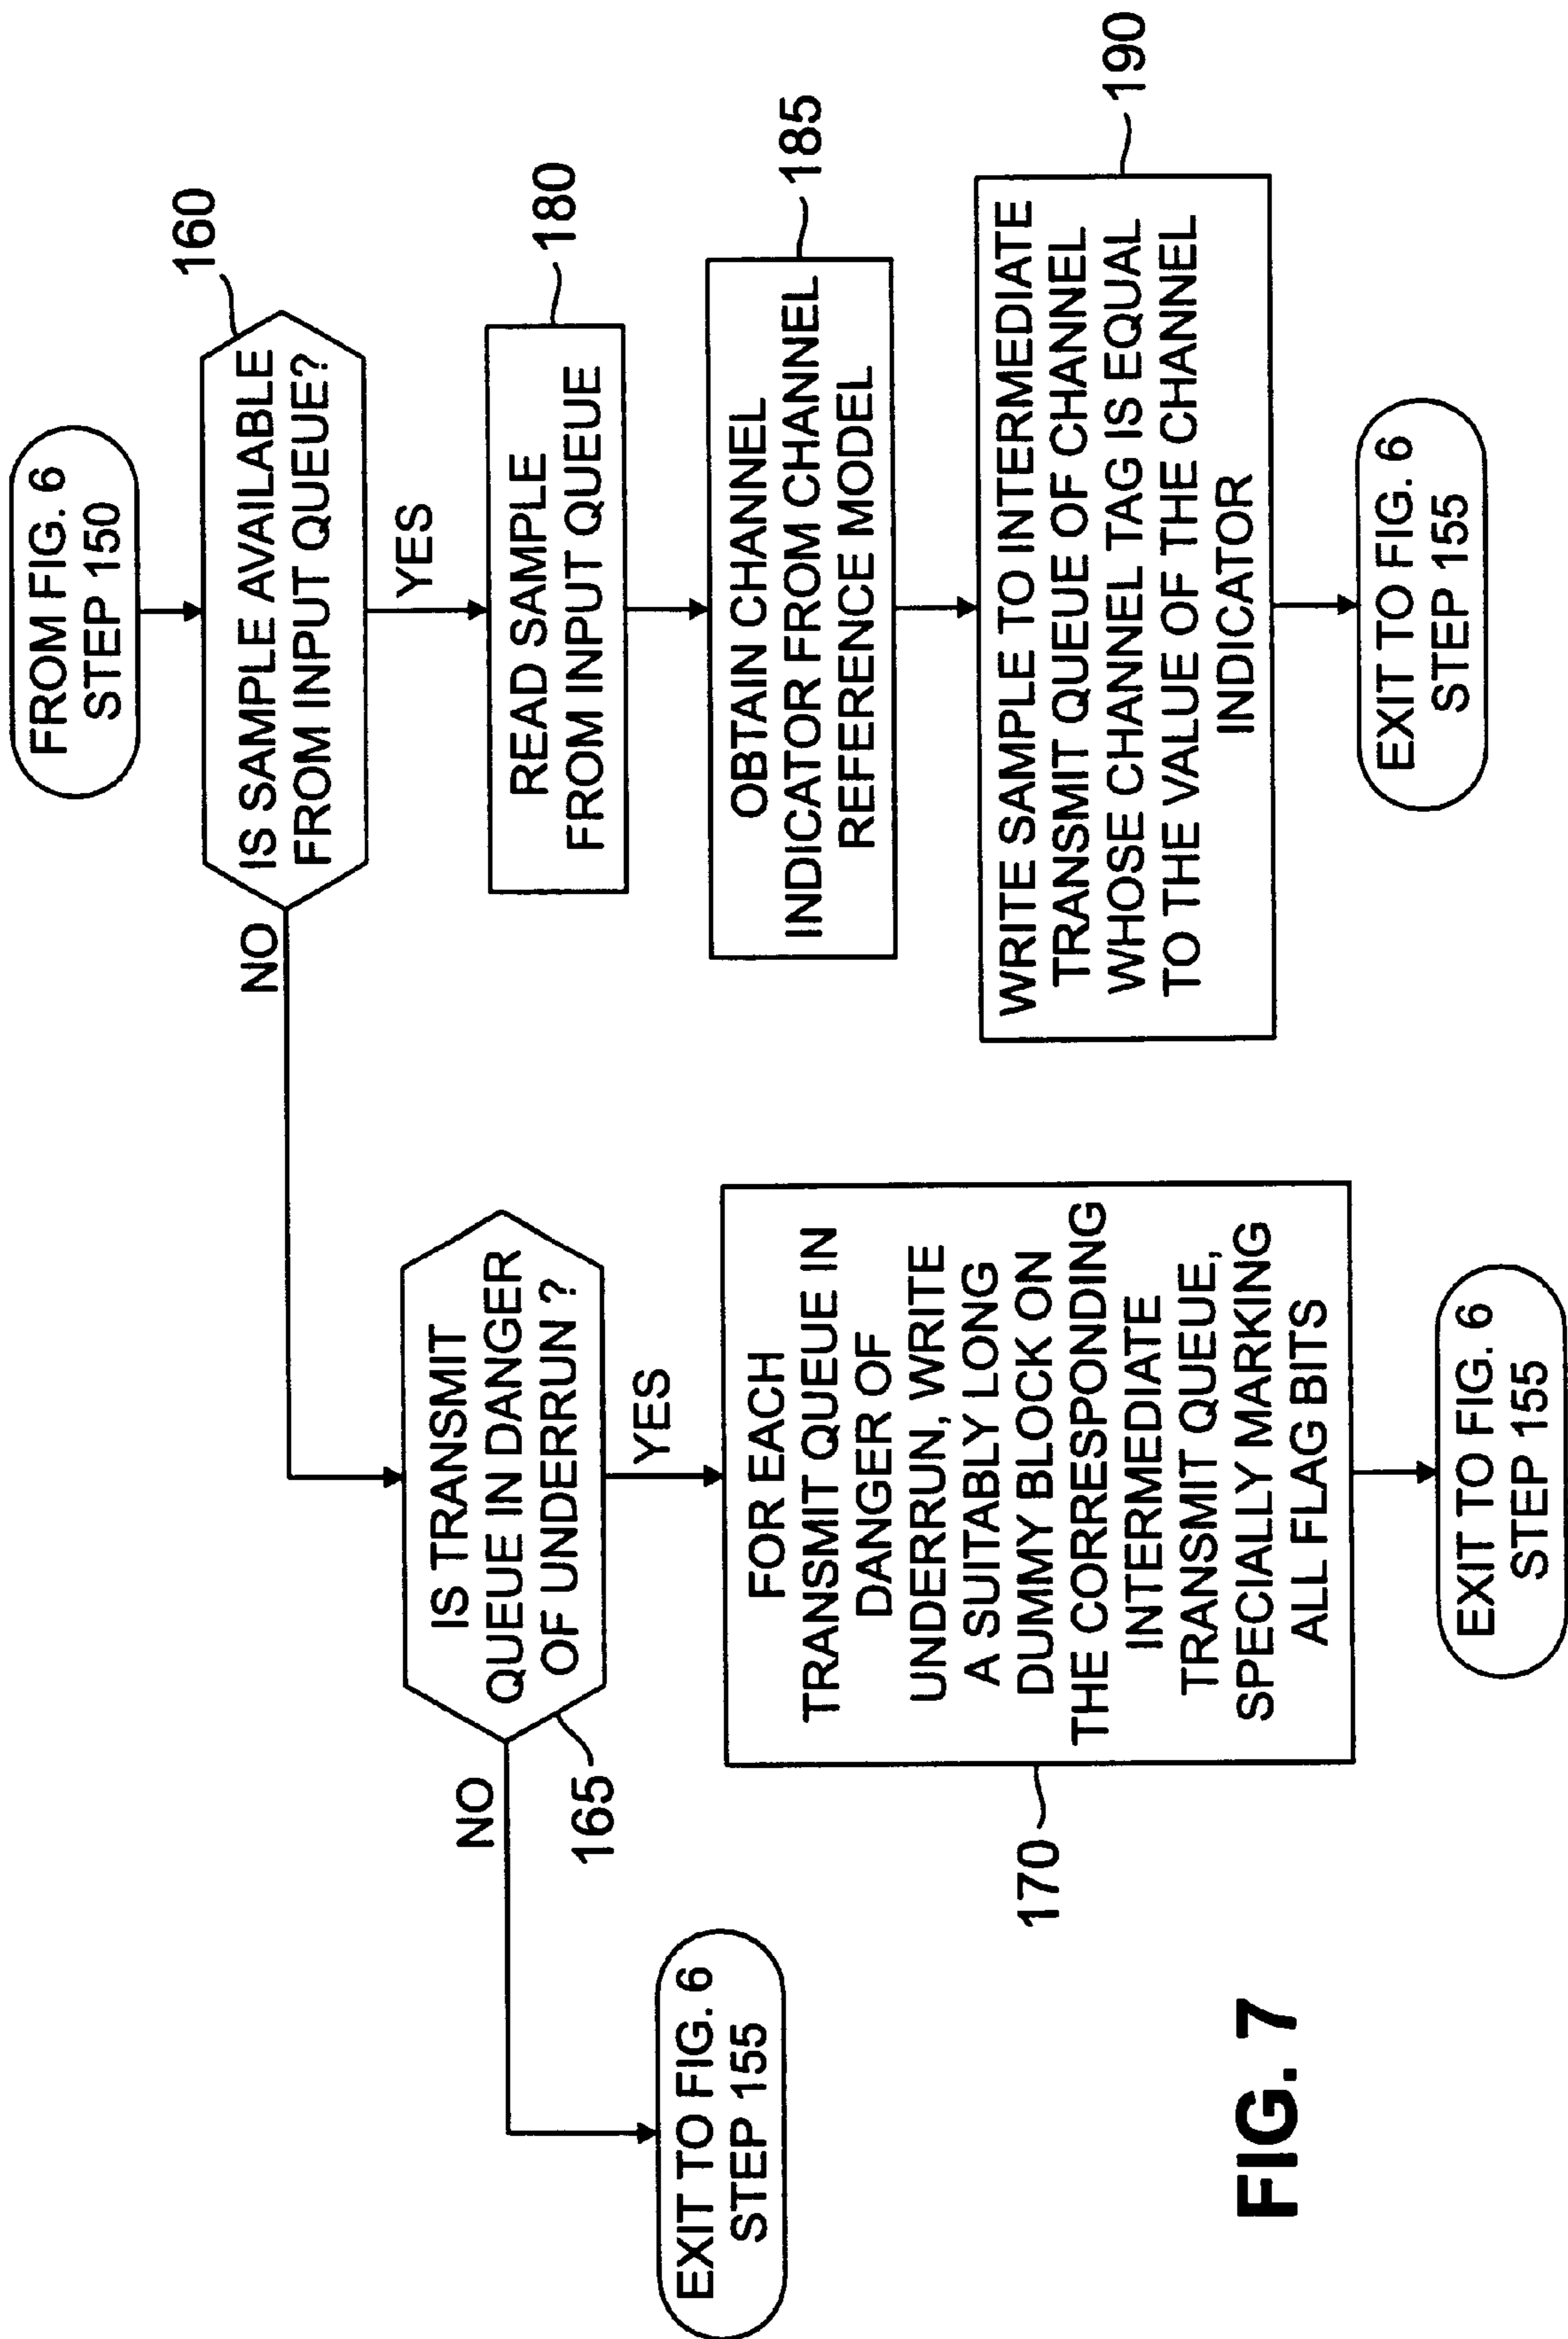 FROM FIG. 6
STEP 150
160
IS SAMPLE AVAILABLE
FROM INPUT QUEUE?
NO
YES
180
READ SAMPLE
FROM INPUT QUEUE
185
OBTAIN CHANNEL
INDICATOR FROM CHANNEL
REFERENCE MODEL
190
WRITE SAMPLE TO INTERMEDIATE
TRANSMIT QUEUE OF CHANNEL
WHOSE CHANNEL TAG IS EQUAL
TO THE VALUE OF THE CHANNEL
INDICATOR
EXIT TO FIG. 6
STEP 155
IS TRANSMIT
QUEUE IN DANGER
OF UNDERRUN ?
NO
165
YES
FOR EACH
TRANSMIT QUEUE IN
DANGER OF
UNDERRUN, WRITE
A SUITABLY LONG
DUMMY BLOCK ON
THE CORRESPONDING
INTERMEDIATE
TRANSMIT QUEUE,
SPECIALLY MARKING
ALL FLAG BITS
170
EXIT TO FIG. 6
STEP 155
EXIT TO FIG. 6
STEP 155
FIG. 7